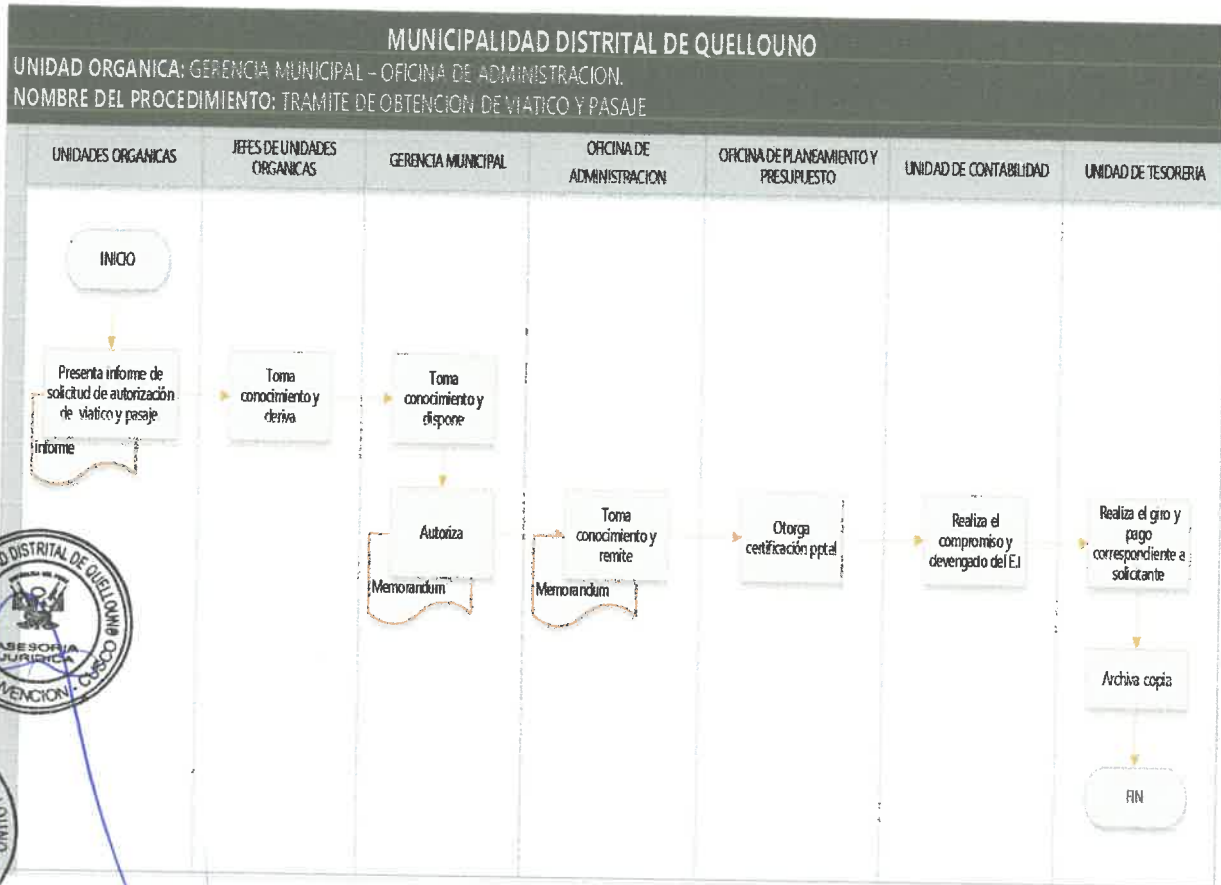 MUNICIPALIDAD DISTRITAL DE QUELLOUNO
UNIDAD ORGANICA: GERENCIA MUNICIPAL – OFICINA DE ADMINISTRACION.
NOMBRE DEL PROCEDIMIENTO: TRAMITE DE OBTENCION DE VIATICO Y PASAJE
UNIDADES ORGANICAS
JEFES DE UNIDADES
ORGANICAS
GERENCIA MUNICIPAL
OFICINA DE
ADMINISTRACION
OFICINA DE PLANEAMIENTO Y
PRESUPUESTO
UNIDAD DE CONTABILIDAD
UNIDAD DE TESORERIA
INICIO
Presenta informe de
solicitud de autorización
de viatico y pasaje
informe
Toma
conocimiento y
deriva
Toma
conocimiento y
dispone
Autoriza
Memorandum
Toma
conocimiento y
remite
Memorandum
Otorga
certificación pptal
Realiza el
compromiso y
devengado del E.I
Realiza el giro y
pago
correspondiente a
solicitante
Archiva copia
FIN
DISTRITAL DE QUELLOUNO
ASESORIA
JURIDICA
CUSCO